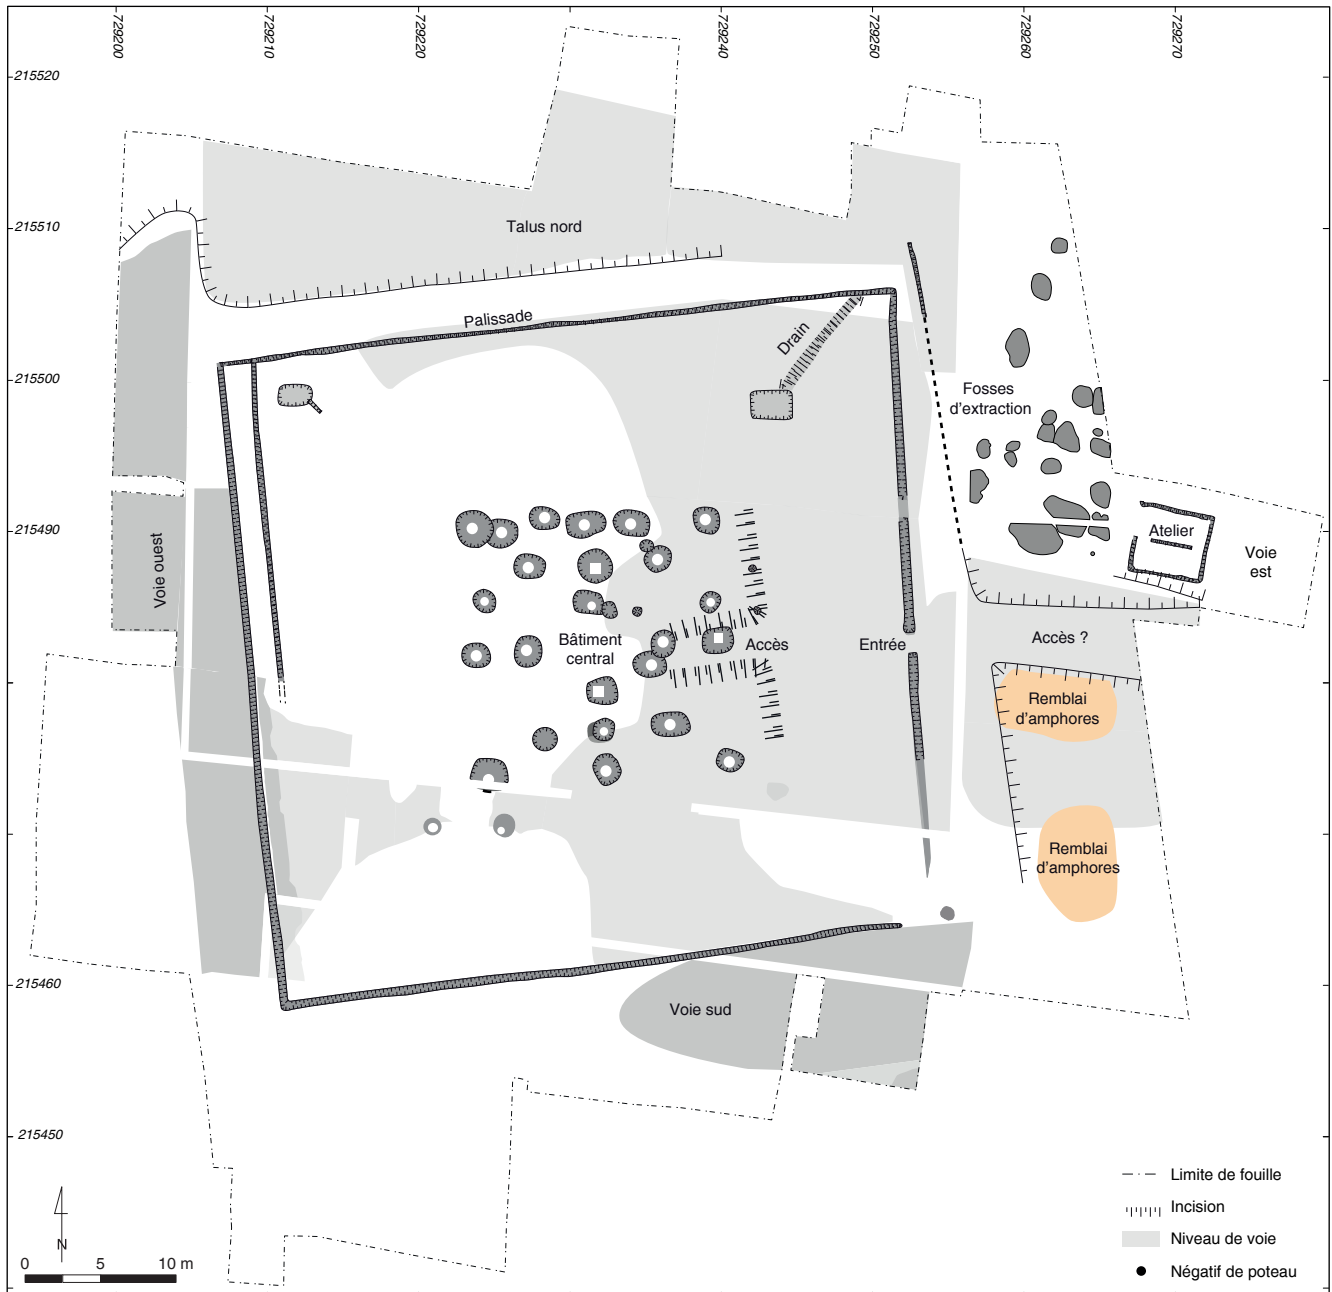 729200
729210
729220
729240
729250
729260
729270
215520
215510
Talus nord
Palissade
Drain
215500
Fosses
d'extraction
215490
Voie ouest
Atelier
Voie
est
Bâtiment
central
Accès
Entrée
Accès ?
Remblai
d'amphores
Remblai
d'amphores
215460
Voie sud
215450
N
0 5 10 m
Limite de fouille
Incision
Niveau de voie
Négatif de poteau